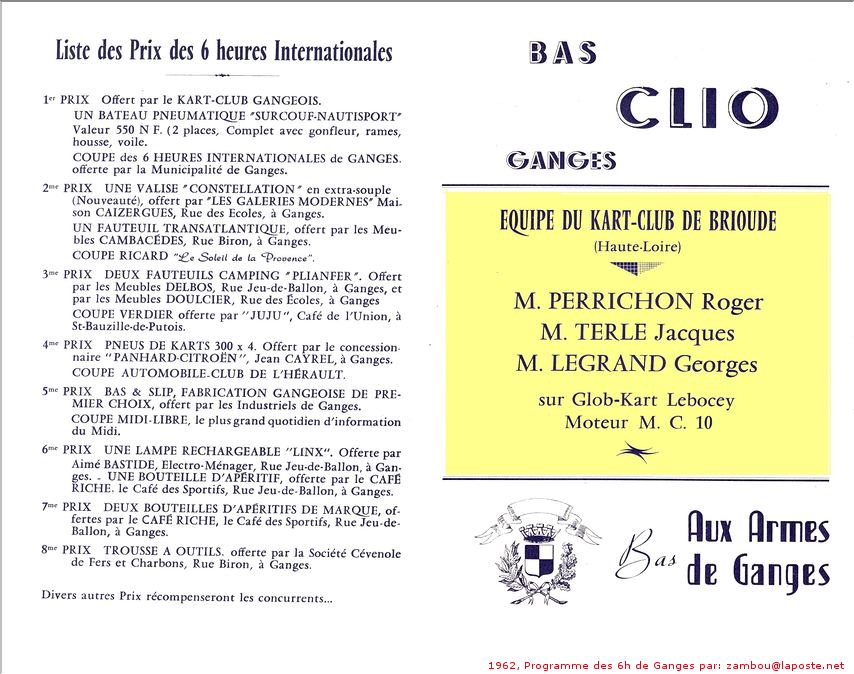 Liste des Prix des 6 heures Internationales
1er PRIX Offert par le KART-CLUB GANGEOIS.
UN BATEAU PNEUMATIQUE "SURCOUF-NAUTISPORT"
Valeur 550 N F. (2 places, Complet avec gonfleur, rames,
housse, voile.
COUPE des 6 HEURES INTERNATIONALES de GANGES.
offerte par la Municipalité de Ganges.
2me PRIX UNE VALISE "CONSTELLATION" en extra-souple
(Nouveauté), offert par "LES GALERIES MODERNES" Mai-
son CAIZERGUES, Rue des Ecoles, à Ganges.
UN FAUTEUIL TRANSATLANTIQUE, offert par les Meu-
bles CAMBACÉDES, Rue Biron, à Ganges.
COUPE RICARD "Le Soleil de la Provence".
3me PRIX DEUX FAUTEUILS CAMPING "PLIANFER". Offert
par les Meubles DELBOS, Rue Jeu-de-Ballon, à Ganges, et
par les Meubles DOULCIER, Rue des Écoles, à Ganges
COUPE VERDIER offerte par "JUJU", Café de l'Union, à
St-Bauzille-de-Putois.
4me PRIX PNEUS DE KARTS 300 x 4. Offert par le concession-
naire "PANHARD-CITROËN", Jean CAYREL, à Ganges.
COUPE AUTOMOBILE-CLUB DE L'HÉRAULT.
5me PRIX BAS & SLIP, FABRICATION GANGEOISE DE PRE-
MIER CHOIX, offert par les Industriels de Ganges.
COUPE MIDI-LIBRE, le plus grand quotidien d'information
du Midi.
6me PRIX UNE LAMPE RECHARGEABLE "LINX". Offerte par
Aimé BASTIDE, Electro-Ménager, Rue Jeu-de-Ballon, à Gan-
ges. - UNE BOUTEILLE D'APÉRITIF, offerte par le CAFÉ
RICHE. le Café des Sportifs, Rue Jeu-de-Ballon, à Ganges.
7me PRIX DEUX BOUTEILLES D'APÉRITIFS DE MARQUE, of-
fertes par le CAFÉ RICHE, le Café des Sportifs, Rue Jeu-de-
Ballon, à Ganges.
8me PRIX TROUSSE A OUTILS. offerte par la Société Cévenole
de Fers et Charbons, Rue Biron, à Ganges.
Divers autres Prix récompenseront les concurrents...
BAS
CLIO
GANGES
EQUIPE DU KART-CLUB DE BRIOUDE
(Haute-Loire)
M. PERRICHON Roger
M. TERLE Jacques
M. LEGRAND Georges
sur Glob-Kart Lebocey
Moteur M. C. 10
Bas Aux Armes
de Ganges
1962, Programme des 6h de Ganges par: zambou@laposte.net